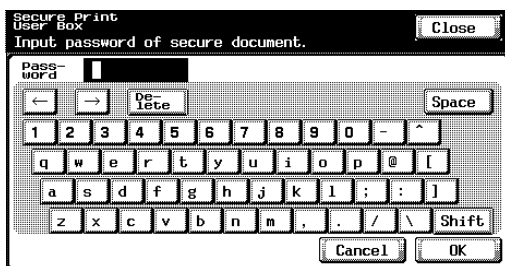 Secure Print
User Box
Close
Input password of secure document.
Pass-
word
← → De-
lete
Space
1 2 3 4 5 6 7 8 9 0 - ^
q w e r t y u i o p @ [
a s d f g h j k l ; : ]
z x c v b n m , . / \ Shift
Cancel OK